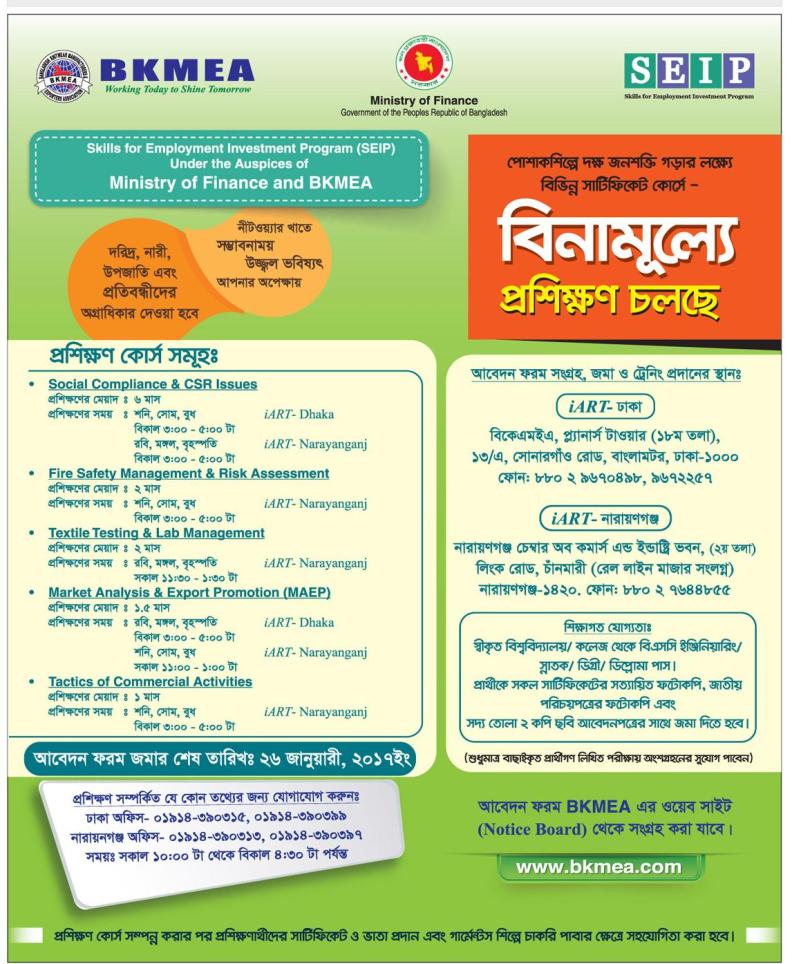 BKMEA
Working Today to Shine Tomorrow
BKMEA
Ministry of Finance
Government of the Peoples Republic of Bangladesh
SEIP
Skills for Employment Investment Program
Skills for Employment Investment Program (SEIP)
Under the Auspices of
Ministry of Finance and BKMEA
পোশাকশিল্পে দক্ষ জনশক্তি গড়ার লক্ষ্যে
বিভিন্ন সার্টিফিকেট কোর্সে –
বিনামূল্যে
প্রশিক্ষণ চলছে
দরিদ্র, নারী,
উপজাতি এবং
প্রতিবন্ধীদের
অগ্রাধিকার দেওয়া হবে
নীটওয়্যার খাতে
সম্ভাবনাময়
উজ্জ্বল ভবিষ্যৎ
আপনার অপেক্ষায়
প্রশিক্ষণ কোর্স সমূহঃ
• Social Compliance & CSR Issues
প্রশিক্ষণের মেয়াদ ঃ ৬ মাস
প্রশিক্ষণের সময় ঃ শনি, সোম, বুধ iART- Dhaka
বিকাল ৩:০০ - ৫:০০ টা
রবি, মঙ্গল, বৃহস্পতি iART- Narayanganj
বিকাল ৩:০০ - ৫:০০ টা
• Fire Safety Management & Risk Assessment
প্রশিক্ষণের মেয়াদ ঃ ২ মাস
প্রশিক্ষণের সময় ঃ শনি, সোম, বুধ iART- Narayanganj
বিকাল ৩:০০ - ৫:০০ টা
• Textile Testing & Lab Management
প্রশিক্ষণের মেয়াদ ঃ ২ মাস
প্রশিক্ষণের সময় ঃ রবি, মঙ্গল, বৃহস্পতি iART- Narayanganj
সকাল ১১:৩০ - ১:৩০ টা
• Market Analysis & Export Promotion (MAEP)
প্রশিক্ষণের মেয়াদ ঃ ১.৫ মাস
প্রশিক্ষণের সময় ঃ রবি, মঙ্গল, বৃহস্পতি iART- Dhaka
বিকাল ৩:০০ - ৫:০০ টা
শনি, সোম, বুধ iART- Narayanganj
সকাল ১১:০০ - ১:০০ টা
• Tactics of Commercial Activities
প্রশিক্ষণের মেয়াদ ঃ ১ মাস
প্রশিক্ষণের সময় ঃ শনি, সোম, বুধ iART- Narayanganj
বিকাল ৩:০০ - ৫:০০ টা
আবেদন ফরম জমার শেষ তারিখঃ ২৬ জানুয়ারী, ২০১৭ইং
আবেদন ফরম সংগ্রহ, জমা ও ট্রেনিং প্রদানের স্থানঃ
iART- ঢাকা
বিকেএমইএ, প্ল্যানার্স টাওয়ার (১৮ম তলা),
১৩/এ, সোনারগাঁও রোড, বাংলামটর, ঢাকা-১০০০
ফোন: ৮৮০ ২ ৯৬৭০৪৯৮, ৯৬৭২২৫৭
iART- নারায়ণগঞ্জ
নারায়ণগঞ্জ চেম্বার অব কমার্স এন্ড ইন্ডাষ্ট্রি ভবন, (২য় তলা)
লিংক রোড, চাঁনমারী (রেল লাইন মাজার সংলগ্ন)
নারায়ণগঞ্জ-১৪২০. ফোন: ৮৮০ ২ ৭৬৪৪৮৫৫
শিক্ষাগত যোগ্যতাঃ
স্বীকৃত বিশ্ববিদ্যালয়/ কলেজ থেকে বিএসসি ইঞ্জিনিয়ারিং/
স্নাতক/ ডিগ্রী/ ডিপ্লোমা পাস।
প্রার্থীকে সকল সার্টিফিকেটের সত্যায়িত ফটোকপি, জাতীয়
পরিচয়পত্রের ফটোকপি এবং
সদ্য তোলা ২ কপি ছবি আবেদনপত্রের সাথে জমা দিতে হবে।
(শুধুমাত্র বাছাইকৃত প্রার্থীগণ লিখিত পরীক্ষায় অংশগ্রহনের সুযোগ পাবেন)
প্রশিক্ষণ সম্পর্কিত যে কোন তথ্যের জন্য যোগাযোগ করুনঃ
ঢাকা অফিস- ০১৯১৪-৩৯০৩১৫, ০১৯১৪-৩৯০৩৯৯
নারায়নগঞ্জ অফিস- ০১৯১৪-৩৯০৩১৩, ০১৯১৪-৩৯০৩৯৭
সময়ঃ সকাল ১০:০০ টা থেকে বিকাল ৪:৩০ টা পর্যন্ত
আবেদন ফরম BKMEA এর ওয়েব সাইট
(Notice Board) থেকে সংগ্রহ করা যাবে।
www.bkmea.com
প্রশিক্ষণ কোর্স সম্পন্ন করার পর প্রশিক্ষণার্থীদের সার্টিফিকেট ও ভাতা প্রদান এবং গার্মেন্টস শিল্পে চাকরি পাবার ক্ষেত্রে সহযোগিতা করা হবে।